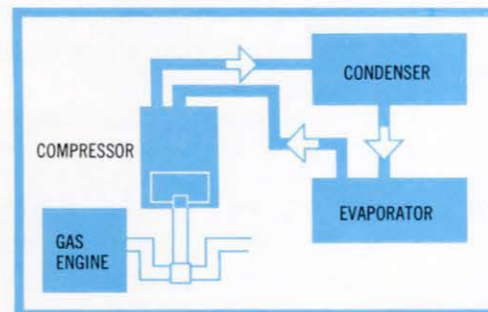 CONDENSER
COMPRESSOR
EVAPORATOR
GAS
ENGINE